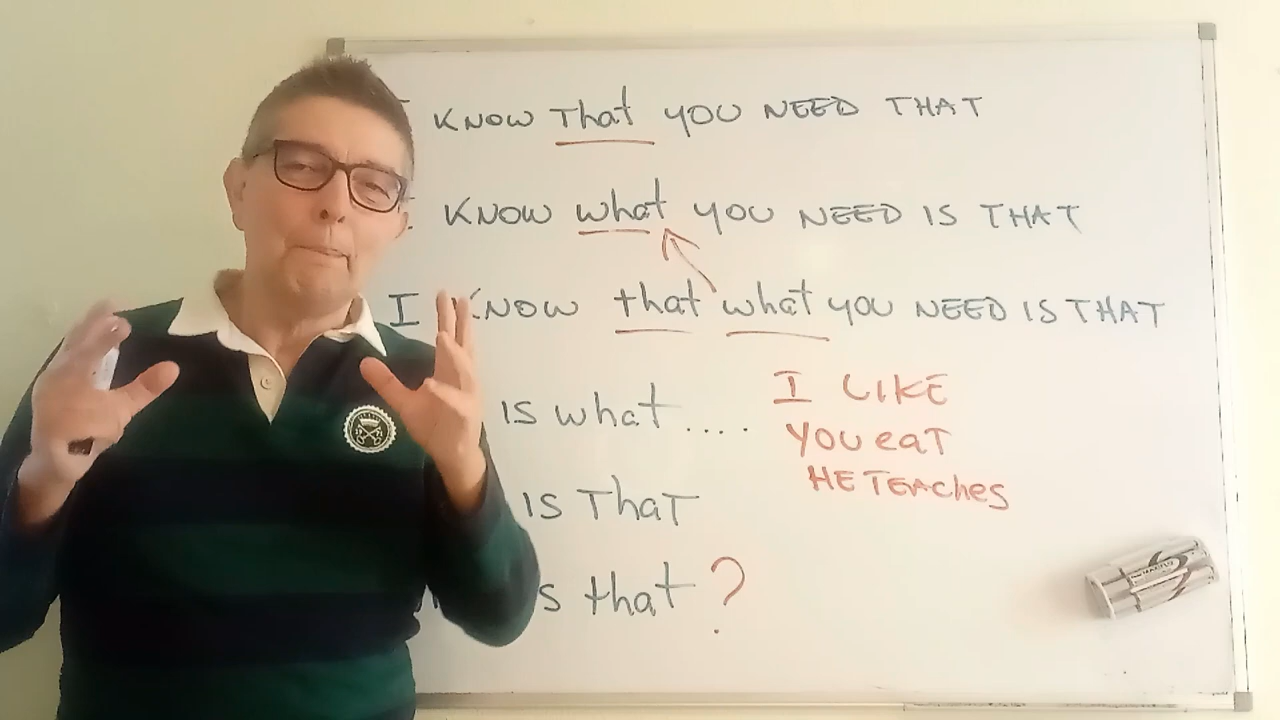 KNOW That YOU NEED THAT
KNOW what YOU NEED IS THAT
I KNOW that what YOU NEED IS THAT
IS what....
I LIKE
YOU eaT
HE TEAChes
IS ThaT
s that?